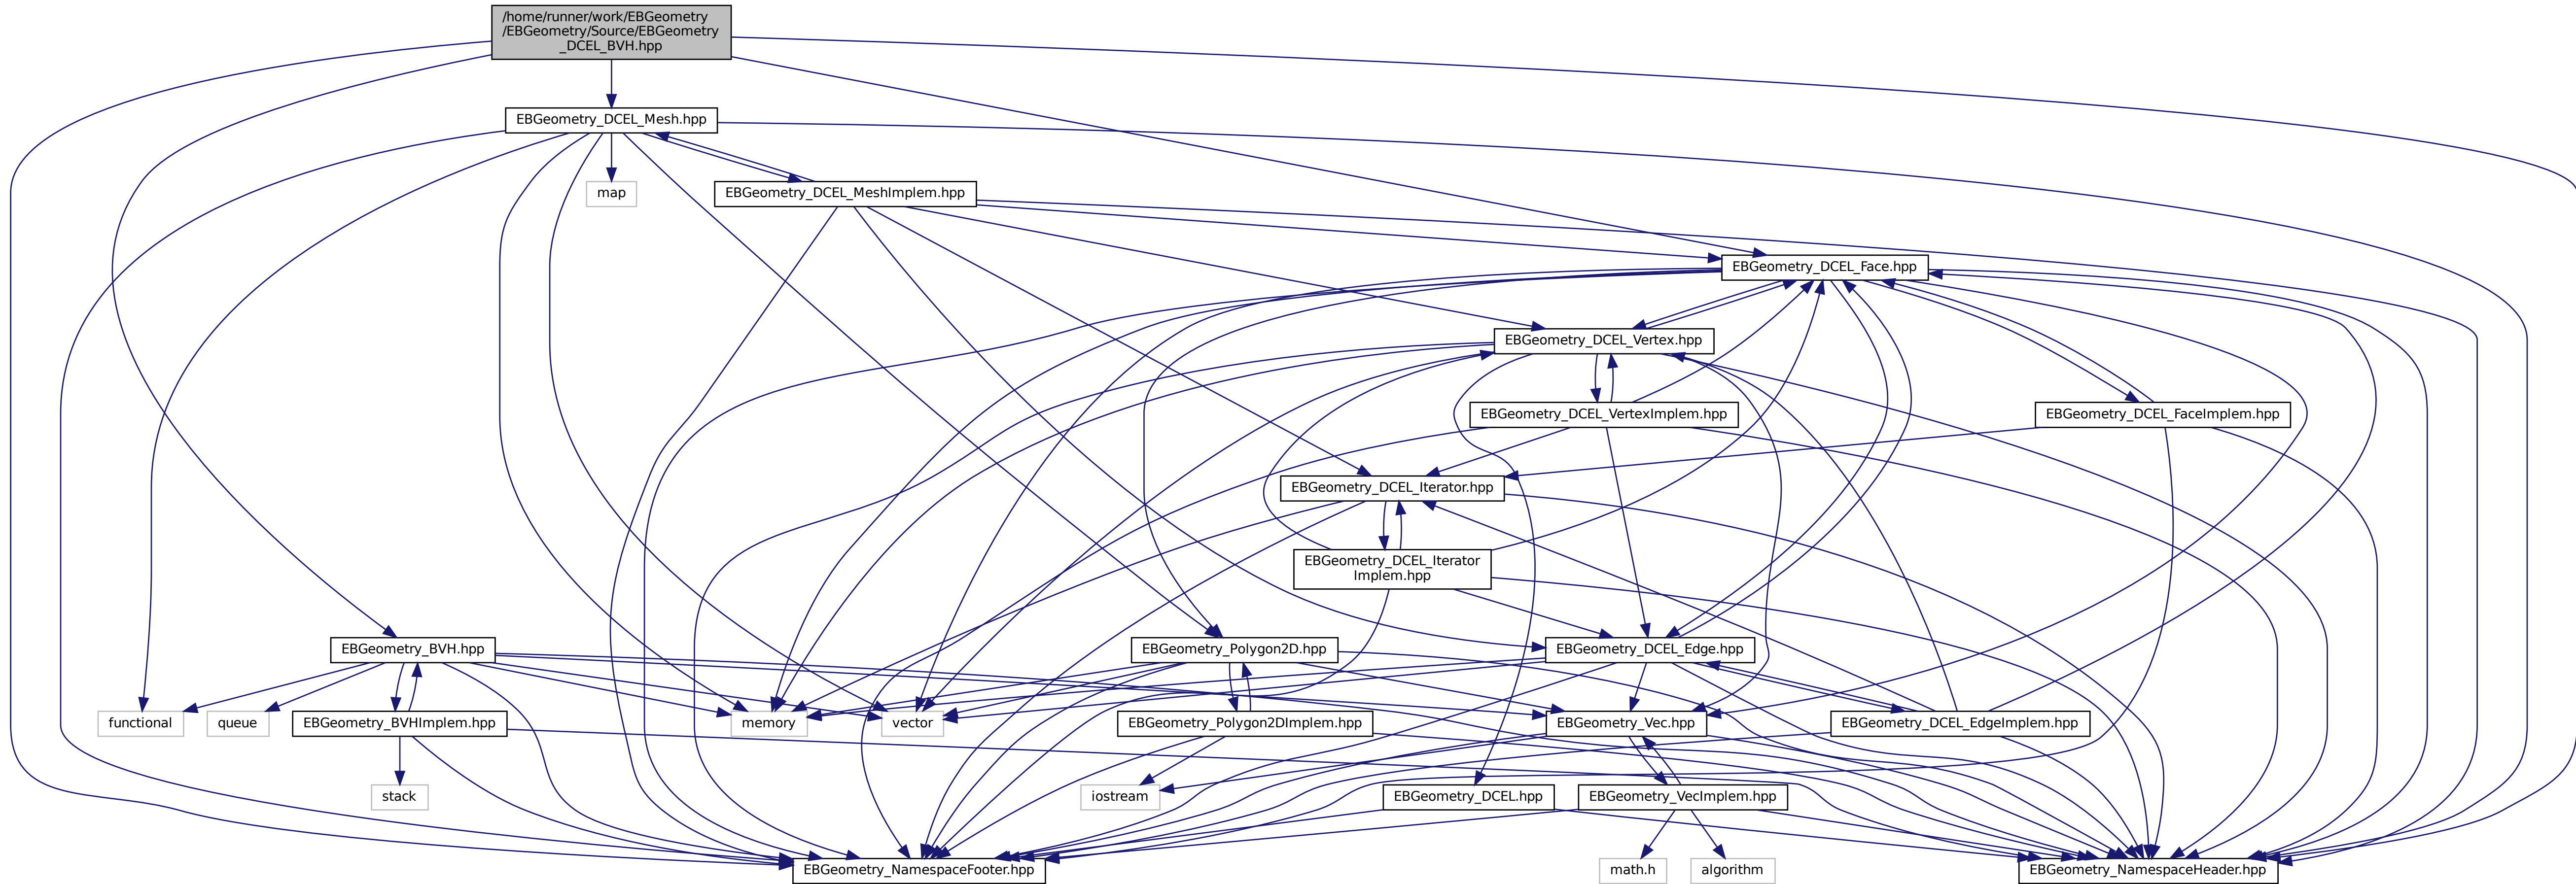 /home/runner/work/EBGeometry
/EBGeometry/Source/EBGeometry
_DCEL_BVH.hpp
EBGeometry_DCEL_Mesh.hpp
map
EBGeometry_DCEL_MeshImplem.hpp
EBGeometry_DCEL_Face.hpp
EBGeometry_DCEL_Vertex.hpp
EBGeometry_DCEL_VertexImplem.hpp
EBGeometry_DCEL_FaceImplem.hpp
EBGeometry_DCEL_Iterator.hpp
EBGeometry_DCEL_Iterator
Implem.hpp
EBGeometry_BVH.hpp
EBGeometry_Polygon2D.hpp
EBGeometry_DCEL_Edge.hpp
functional
queue
EBGeometry_BVHImplem.hpp
memory
vector
EBGeometry_Polygon2DImplem.hpp
EBGeometry_Vec.hpp
EBGeometry_DCEL_EdgeImplem.hpp
stack
iostream
EBGeometry_DCEL.hpp
EBGeometry_VecImplem.hpp
EBGeometry_NamespaceFooter.hpp
math.h
algorithm
EBGeometry_NamespaceHeader.hpp